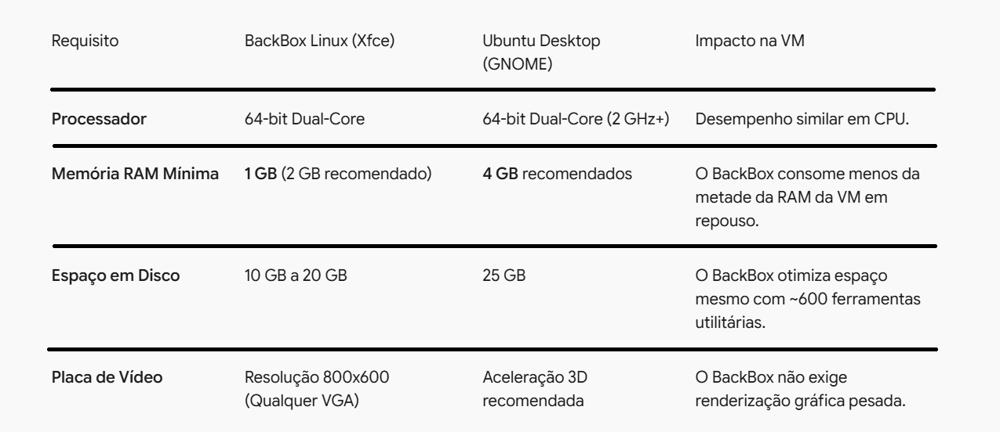 Requisito
BackBox Linux (Xfce)
Ubuntu Desktop
(GNOME)
Impacto na VM
Processador
64-bit Dual-Core
64-bit Dual-Core (2 GHz+)
Desempenho similar em CPU.
Memória RAM Mínima
1 GB (2 GB recomendado)
4 GB recomendados
O BackBox consome menos da
metade da RAM da VM em
repouso.
Espaço em Disco
10 GB a 20 GB
25 GB
O BackBox otimiza espaço
mesmo com ~600 ferramentas
utilitárias.
Placa de Vídeo
Resolução 800x600
(Qualquer VGA)
Aceleração 3D
recomendada
O BackBox não exige
renderização gráfica pesada.